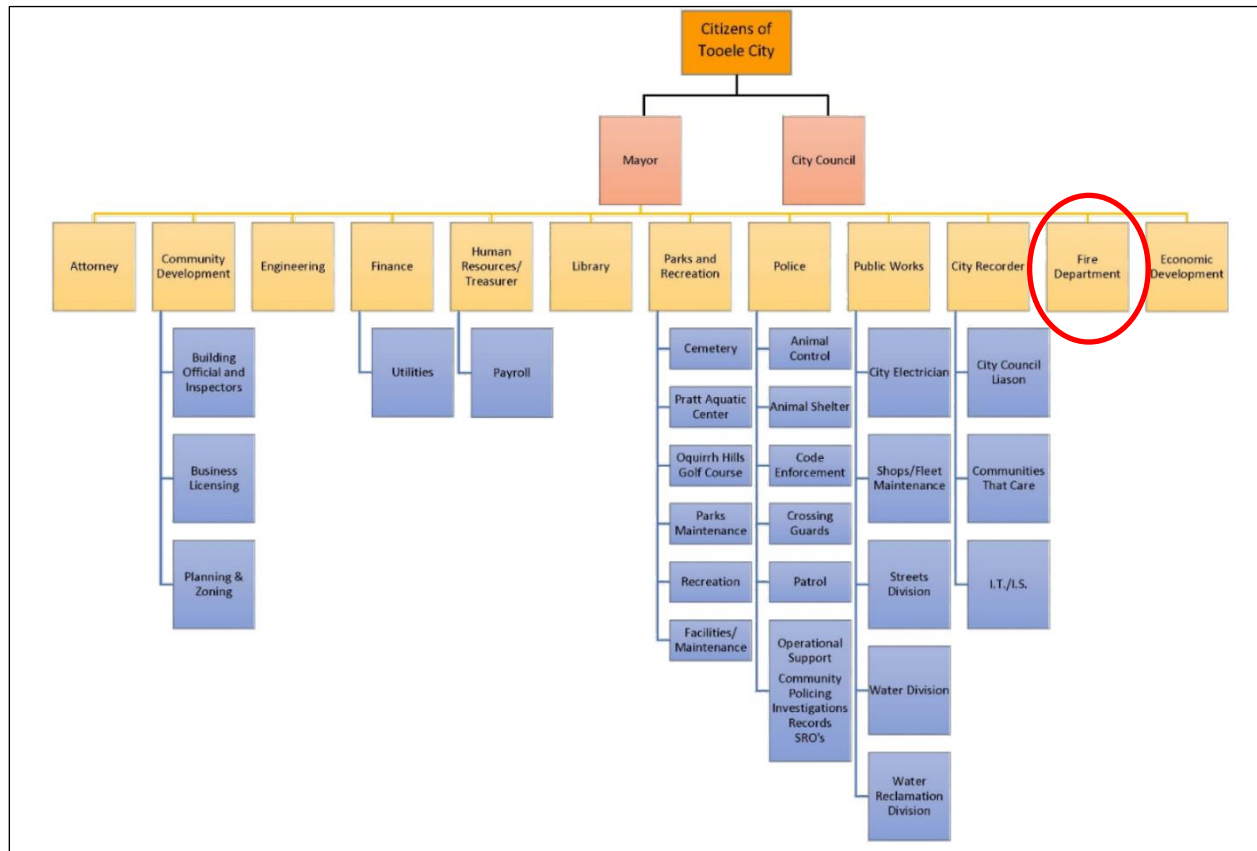 Citizens of
Tooele City
Mayor
City Council
Attorney
Community
Development
Engineering
Finance
Human
Resources/
Treasurer
Library
Parks and
Recreation
Police
Public Works
City Recorder
Fire
Department
Economic
Development
Building
Official and
Inspectors
Business
Licensing
Planning &
Zoning
Utilities
Payroll
Cemetery
Pratt Aquatic
Center
Oquirrh Hills
Golf Course
Parks
Maintenance
Recreation
Facilities/
Maintenance
Animal
Control
Animal Shelter
Code
Enforcement
Crossing
Guards
Patrol
Operational
Support
Community
Policing
Investigations
Records
SRO's
City Electrician
Shops/Fleet
Maintenance
Streets
Division
Water Division
Water
Reclamation
Division
City Council
Liason
Communities
That Care
I.T./I.S.